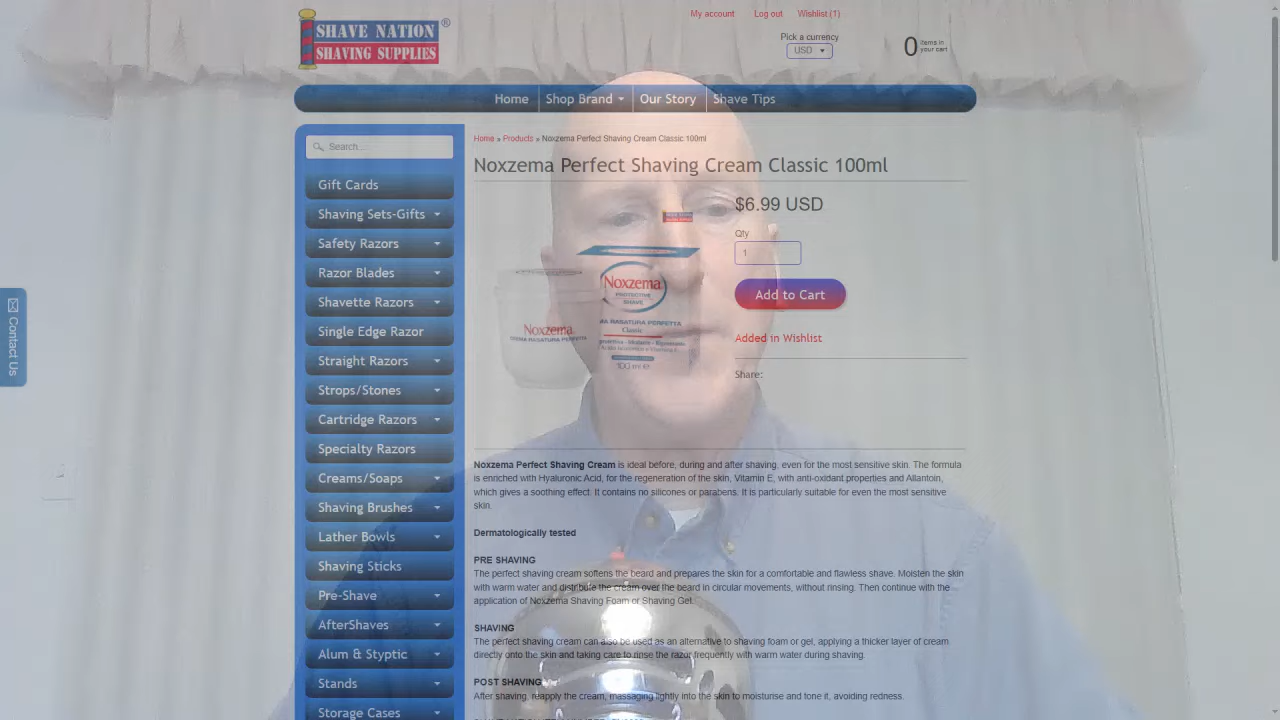 SHAVE NATION ®
SHAVING SUPPLIES
My account Log out Wishlist (1)
Pick a currency
USD
0 items in your cart
Home Shop Brand Our Story Shave Tips
Search...
Gift Cards
Shaving Sets-Gifts
Safety Razors
Razor Blades
Shavette Razors
Single Edge Razor
Straight Razors
Strops/Stones
Cartridge Razors
Specialty Razors
Creams/Soaps
Shaving Brushes
Lather Bowls
Shaving Sticks
Pre-Shave
AfterShaves
Alum & Styptic
Stands
Storage Cases
Contact Us
Home » Products » Noxzema Perfect Shaving Cream Classic 100ml
Noxzema Perfect Shaving Cream Classic 100ml
Noxzema
Noxzema
PROTECTIVE
SHAVE
RASATURA PERFETTA
Classic
100 ml e
$6.99 USD
Qty
1
Add to Cart
Added in Wishlist
Share:
Noxzema Perfect Shaving Cream is ideal before, during and after shaving, even for the most sensitive skin. The formula
is enriched with Hyaluronic Acid, for the regeneration of the skin, Vitamin E, with anti-oxidant properties and Allantoin,
which gives a soothing effect. It contains no silicones or parabens. It is particularly suitable for even the most sensitive
skin.
Dermatologically tested
PRE SHAVING
The perfect shaving cream softens the beard and prepares the skin for a comfortable and flawless shave. Moisten the skin
with warm water and distribute the cream over the beard in circular movements, without rinsing. Then continue with the
application of Noxzema Shaving Foam or Shaving Gel.
SHAVING
The perfect shaving cream can also be used as an alternative to shaving foam or gel, applying a thicker layer of cream
directly onto the skin and taking care to rinse the razor frequently with warm water during shaving.
POST SHAVING
After shaving, reapply the cream, massaging lightly into the skin to moisturise and tone it, avoiding redness.